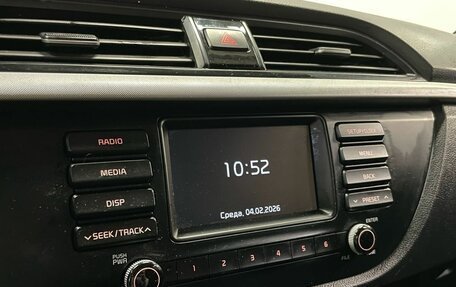 RADIO
MEDIA
DISP
SEEK/TRACK
PUSH
PWR
10:52
Среда, 04.02.2026
1 2 3 4 5 6
SETUP/CLOCK
MENU
BACK
PRESET
ENTER
FILE